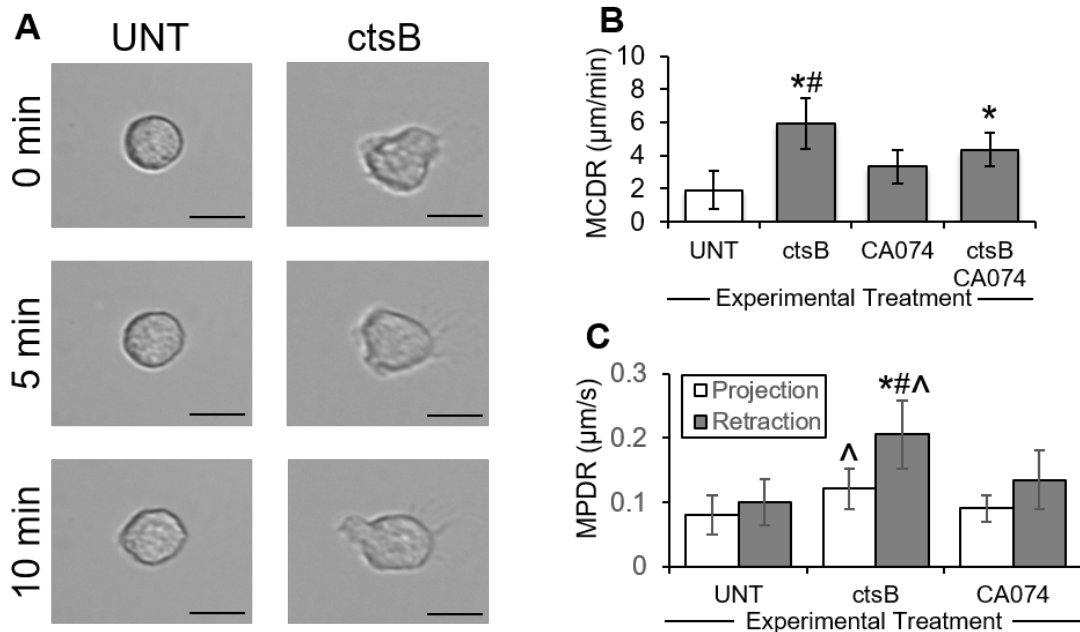 A
UNT
ctsB
0 min
5 min
10 min
B
MCDR (µm/min)
10
8
6
4
2
0
*#
*
UNT
ctsB
CA074
ctsB
CA074
Experimental Treatment
C
MPDR (µm/s)
0.3
0.2
0.1
0
Projection
Retraction
^
*#^
UNT
ctsB
CA074
Experimental Treatment